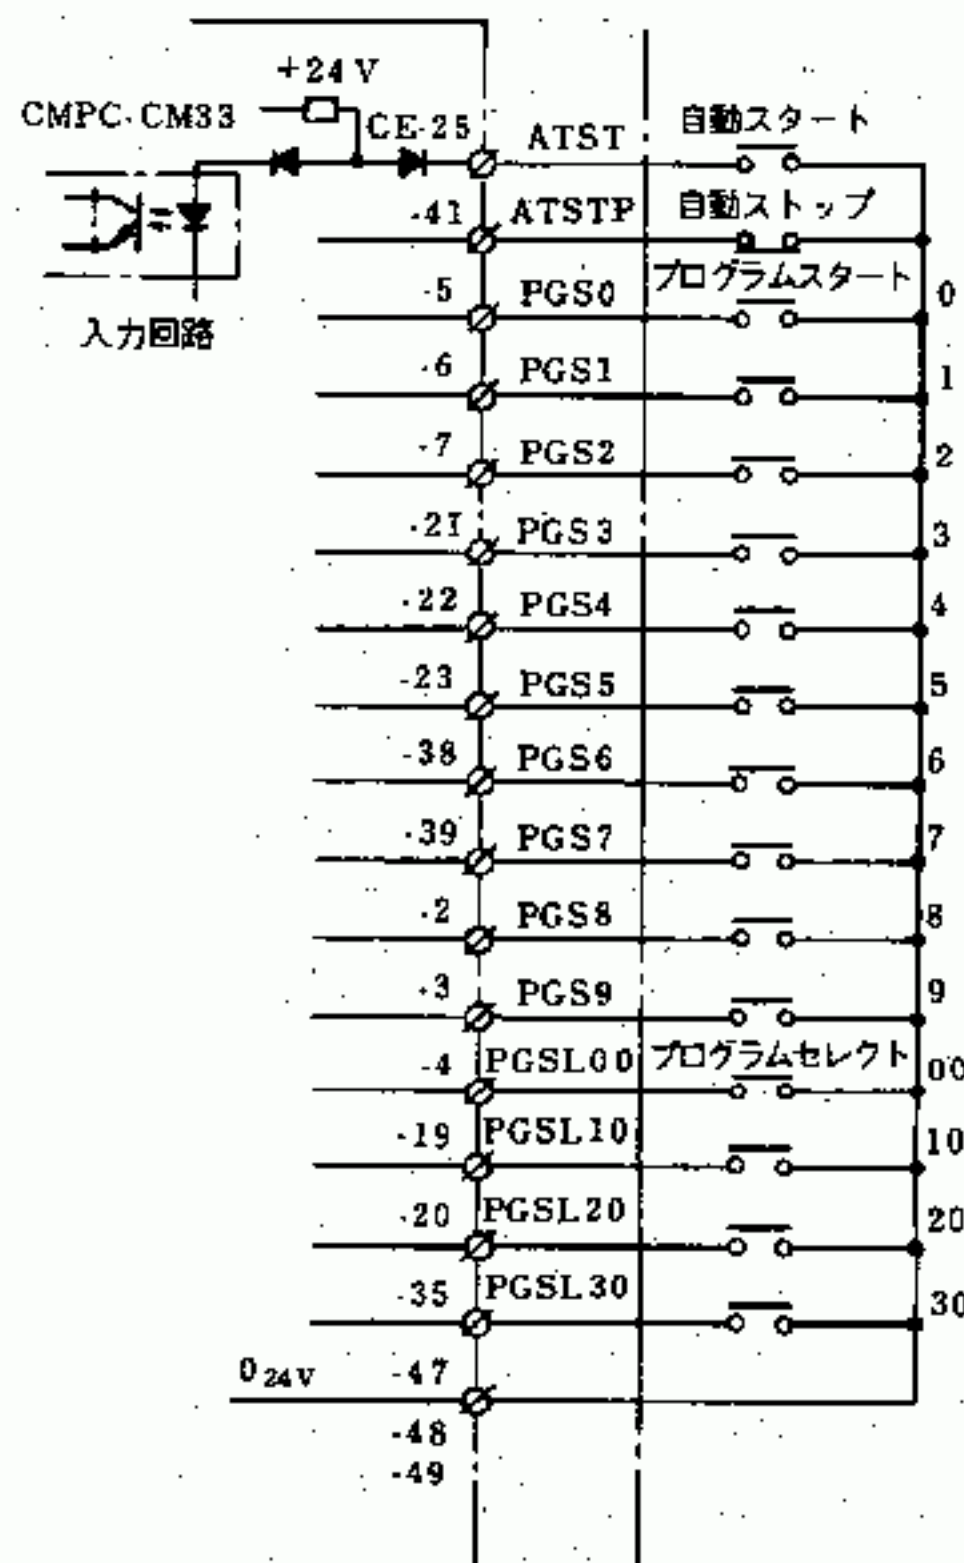 +24V
CMPC-CM33
CE-25 ATST 自動スタート
-41 ATSTP 自動ストップ
プログラムスタート
-5 PGS0 0
入力回路
-6 PGS1 1
-7 PGS2 2
-21 PGS3 3
-22 PGS4 4
-23 PGS5 5
-38 PGS6 6
-39 PGS7 7
-2 PGS8 8
-3 PGS9 9
-4 PGSL00 プログラムセレクト 00
-19 PGSL10 10
-20 PGSL20 20
-35 PGSL30 30
0 24V -47
-48
-49